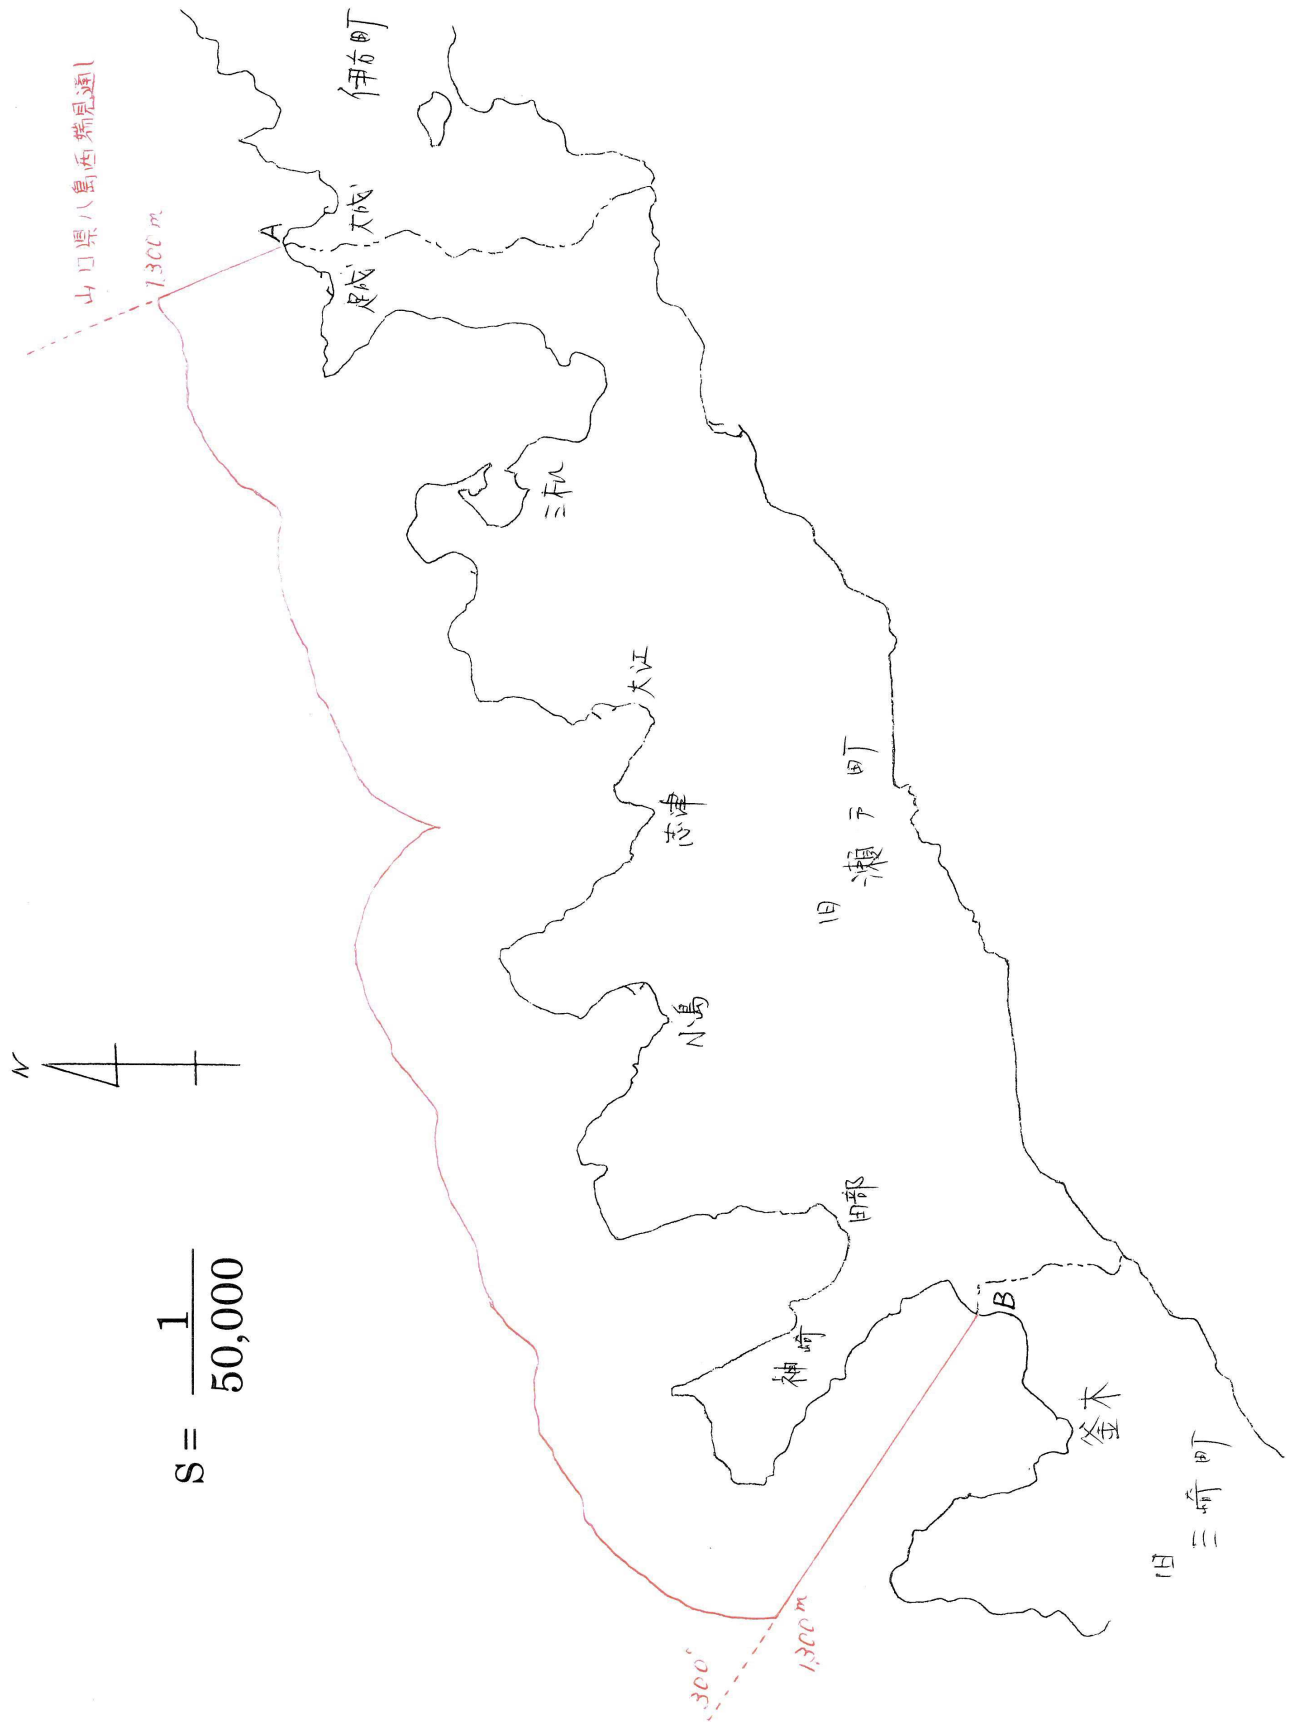 山口県八島西端見通し
1,300m
A
伊方町
大成
足成
三机
大江
志津
小島
旧 瀬戸町
田部
神崎
B
釜木
旧 三崎町
1,300m
300°
N
S = 1/50,000